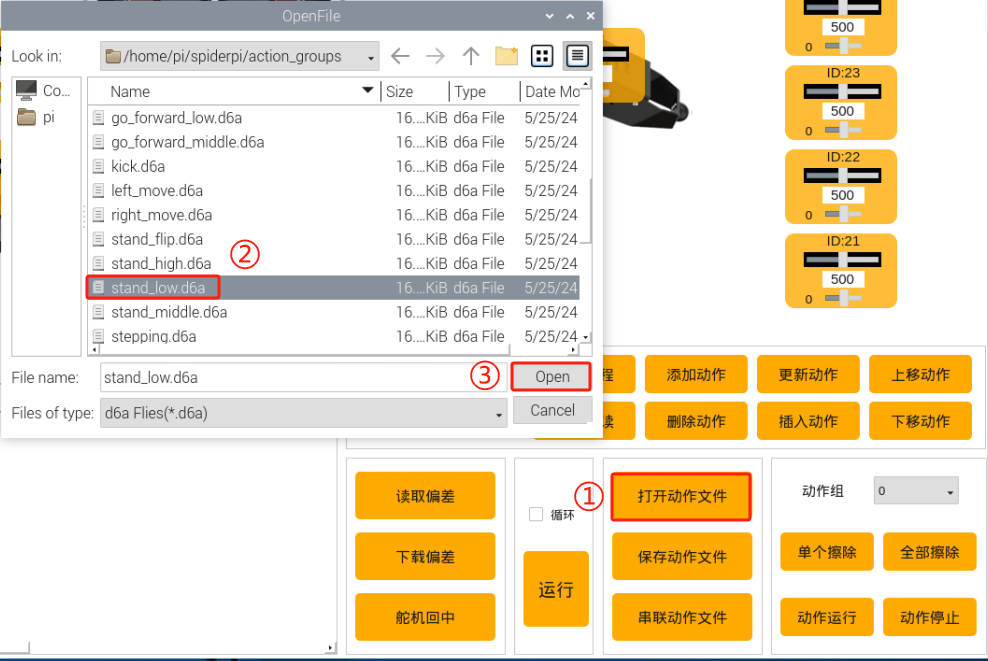 OpenFile
Look in:
/home/pi/spiderpi/action_groups
Co...
pi
Name Size Type Date Mo
go_forward_low.d6a 16....KiB d6a File 5/25/24
go_forward_middle.d6a 16....KiB d6a File 5/25/24
kick.d6a 16....KiB d6a File 5/25/24
left_move.d6a 16....KiB d6a File 5/25/24
right_move.d6a 16....KiB d6a File 5/25/24
stand_flip.d6a 16....KiB d6a File 5/25/24
②
stand_high.d6a 16....KiB d6a File 5/25/24
stand_low.d6a 16....KiB d6a File 5/25/24
stand_middle.d6a 16....KiB d6a File 5/25/24
stepping.d6a 16....KiB d6a File 5/25/24
File name: stand_low.d6a ③ Open
Files of type: d6a Flies(*.d6a) Cancel
500
0
ID:23
500
0
ID:22
500
0
ID:21
500
0
程 添加动作 更新动作 上移动作
读 删除动作 插入动作 下移动作
读取偏差
下载偏差
舵机回中
循环
运行
①
打开动作文件
保存动作文件
串联动作文件
动作组 0
单个擦除 全部擦除
动作运行 动作停止